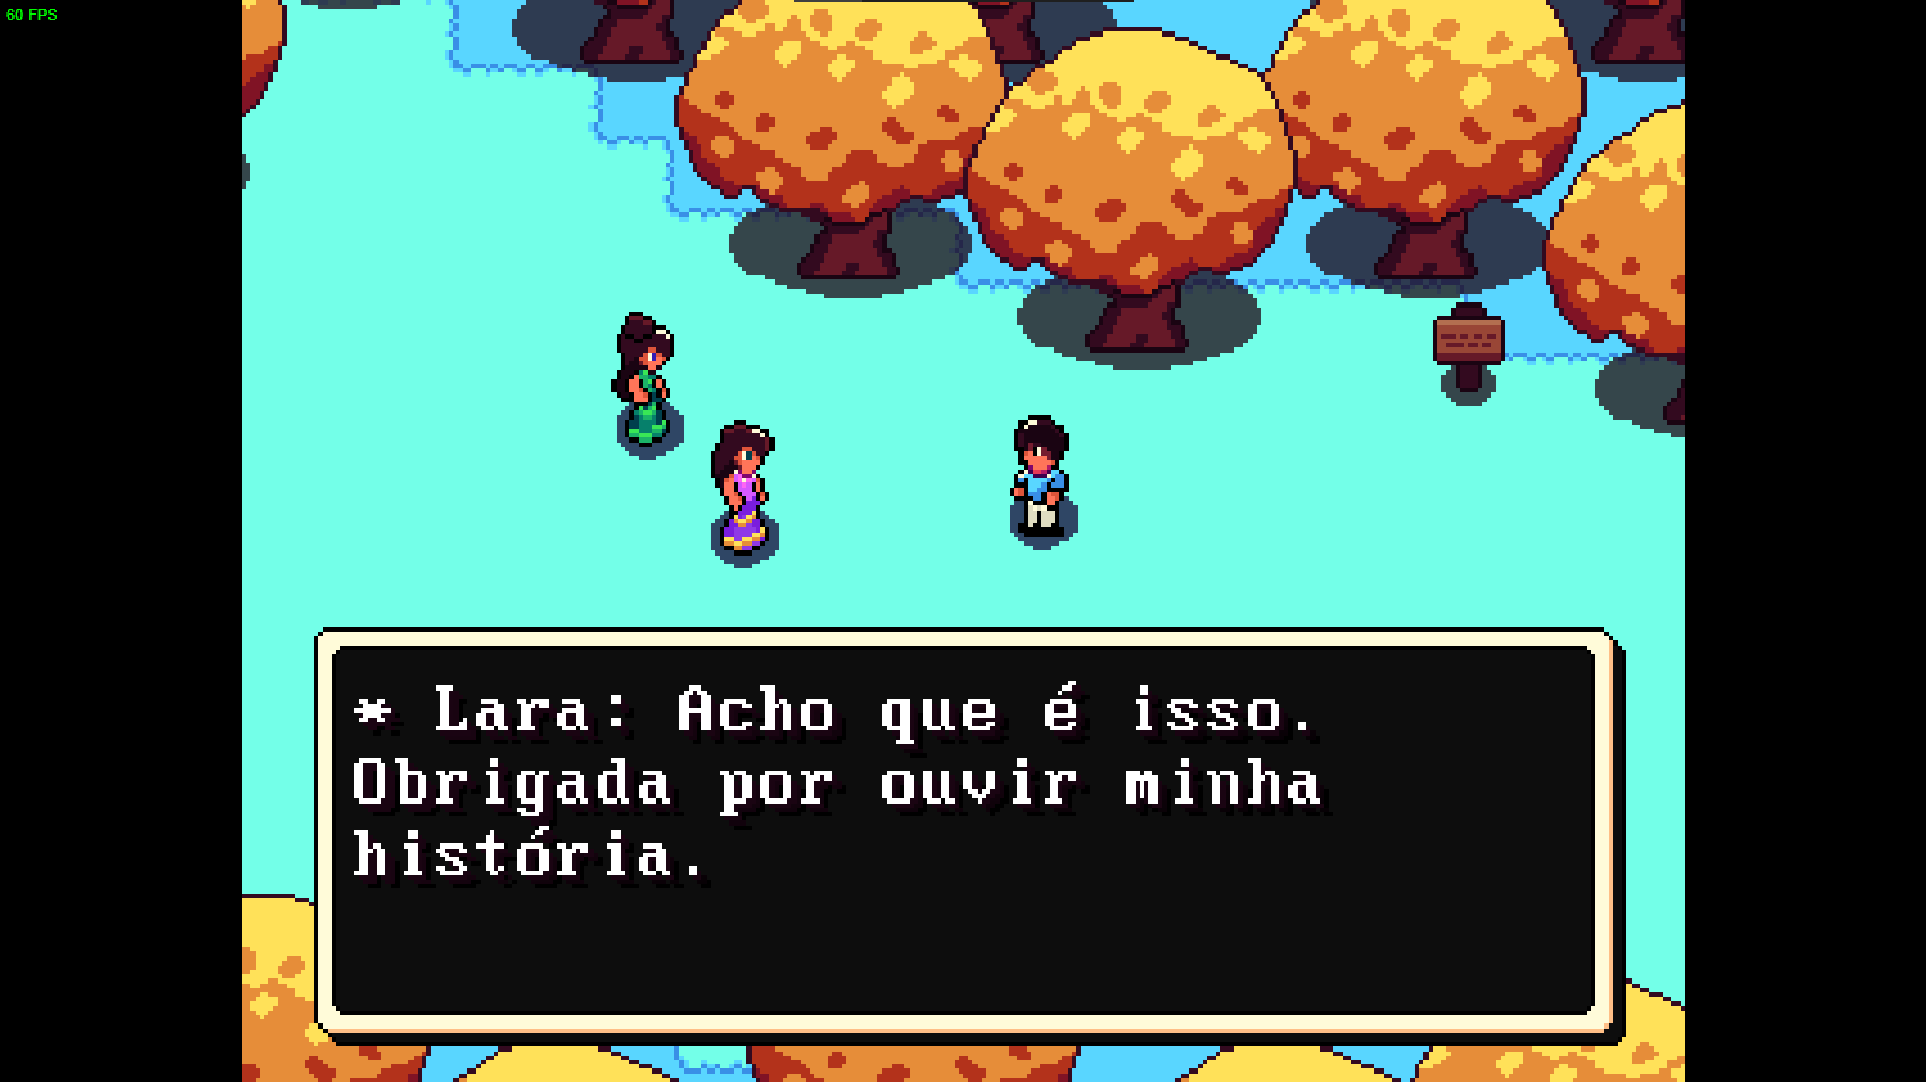 60 FPS
* Lara: Acho que é isso.
Obrigada por ouvir minha
história.